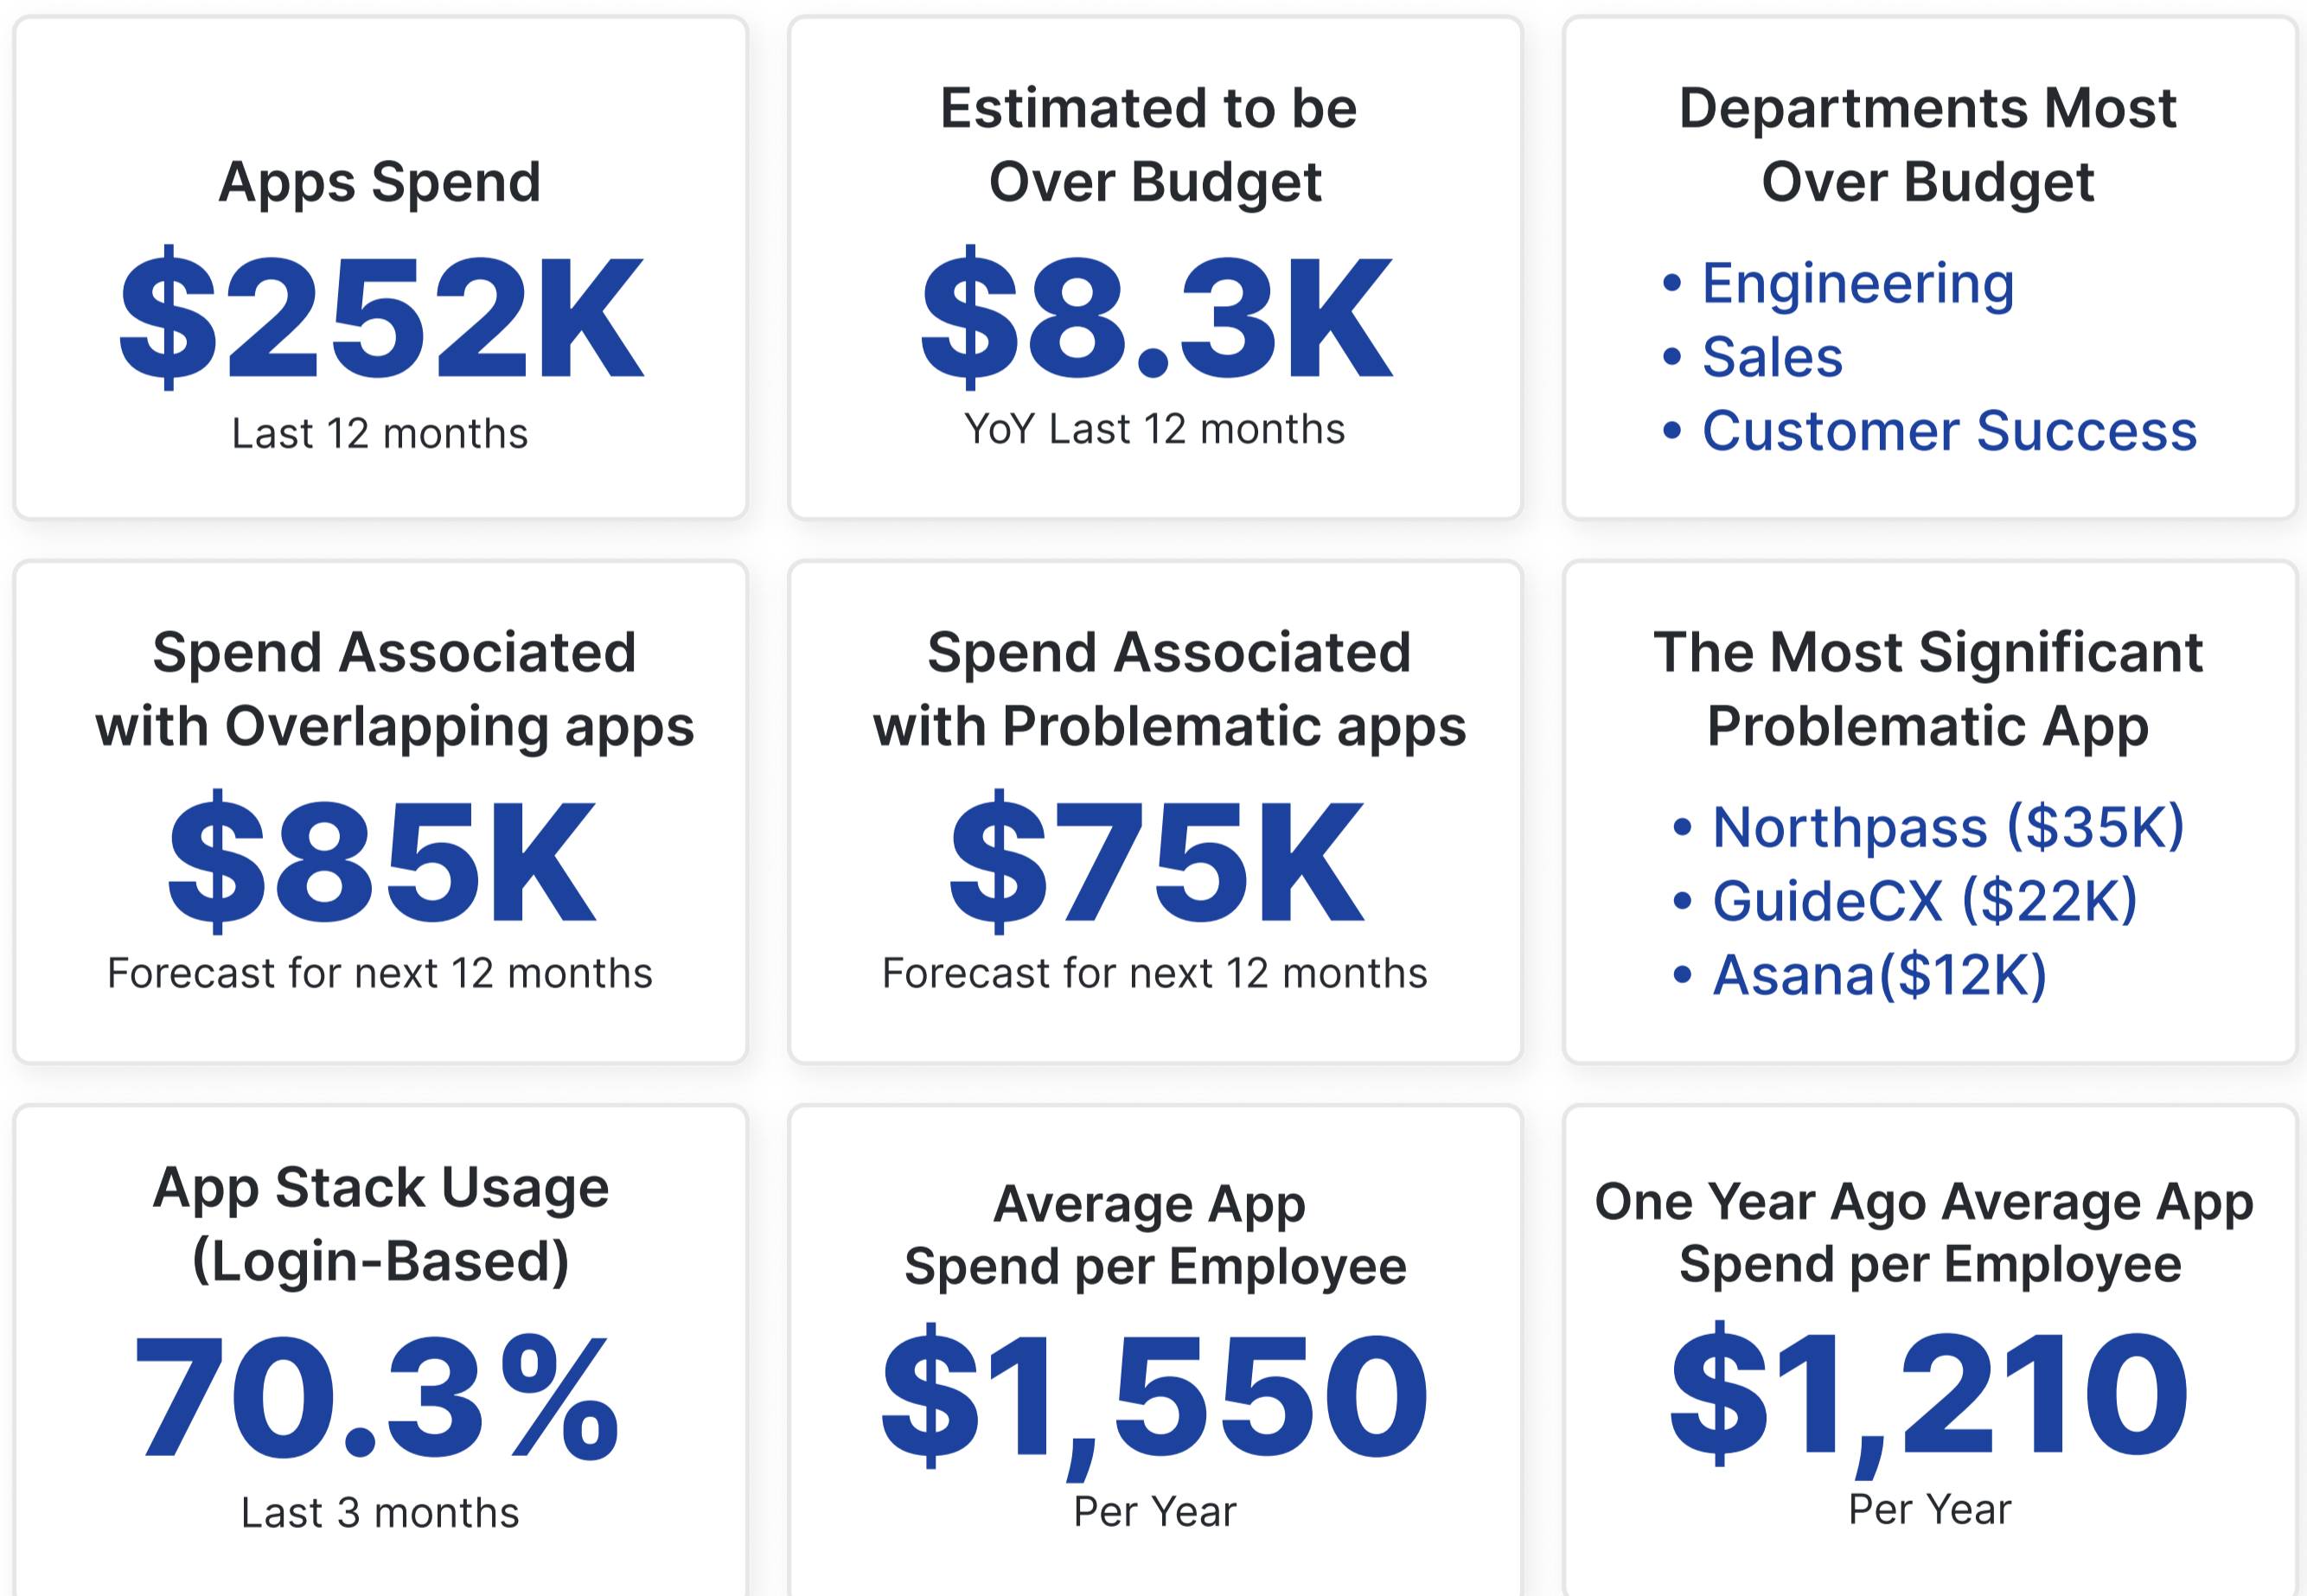 Apps Spend
$252K
Last 12 months
Estimated to be
Over Budget
$8.3K
YoY Last 12 months
Departments Most
Over Budget
• Engineering
• Sales
• Customer Success
Spend Associated
with Overlapping apps
$85K
Forecast for next 12 months
Spend Associated
with Problematic apps
$75K
Forecast for next 12 months
The Most Significant
Problematic App
• Northpass ($35K)
• GuideCX ($22K)
• Asana($12K)
App Stack Usage
(Login-Based)
70.3%
Last 3 months
Average App
Spend per Employee
$1,550
Per Year
One Year Ago Average App
Spend per Employee
$1,210
Per Year